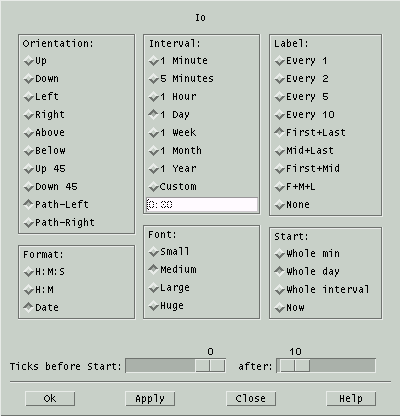 Io
Orientation:
Up
Down
Left
Right
Above
Below
Up 45
Down 45
Path-Left
Path-Right
Format:
H:M:S
H:M
Date
Interval:
1 Minute
5 Minutes
1 Hour
1 Day
1 Week
1 Month
1 Year
Custom
0:00
Font:
Small
Medium
Large
Huge
Label:
Every 1
Every 2
Every 5
Every 10
First+Last
Mid+Last
First+Mid
F+M+L
None
Start:
Whole min
Whole day
Whole interval
Now
0 10
Ticks before Start: after:
Ok Apply Close Help